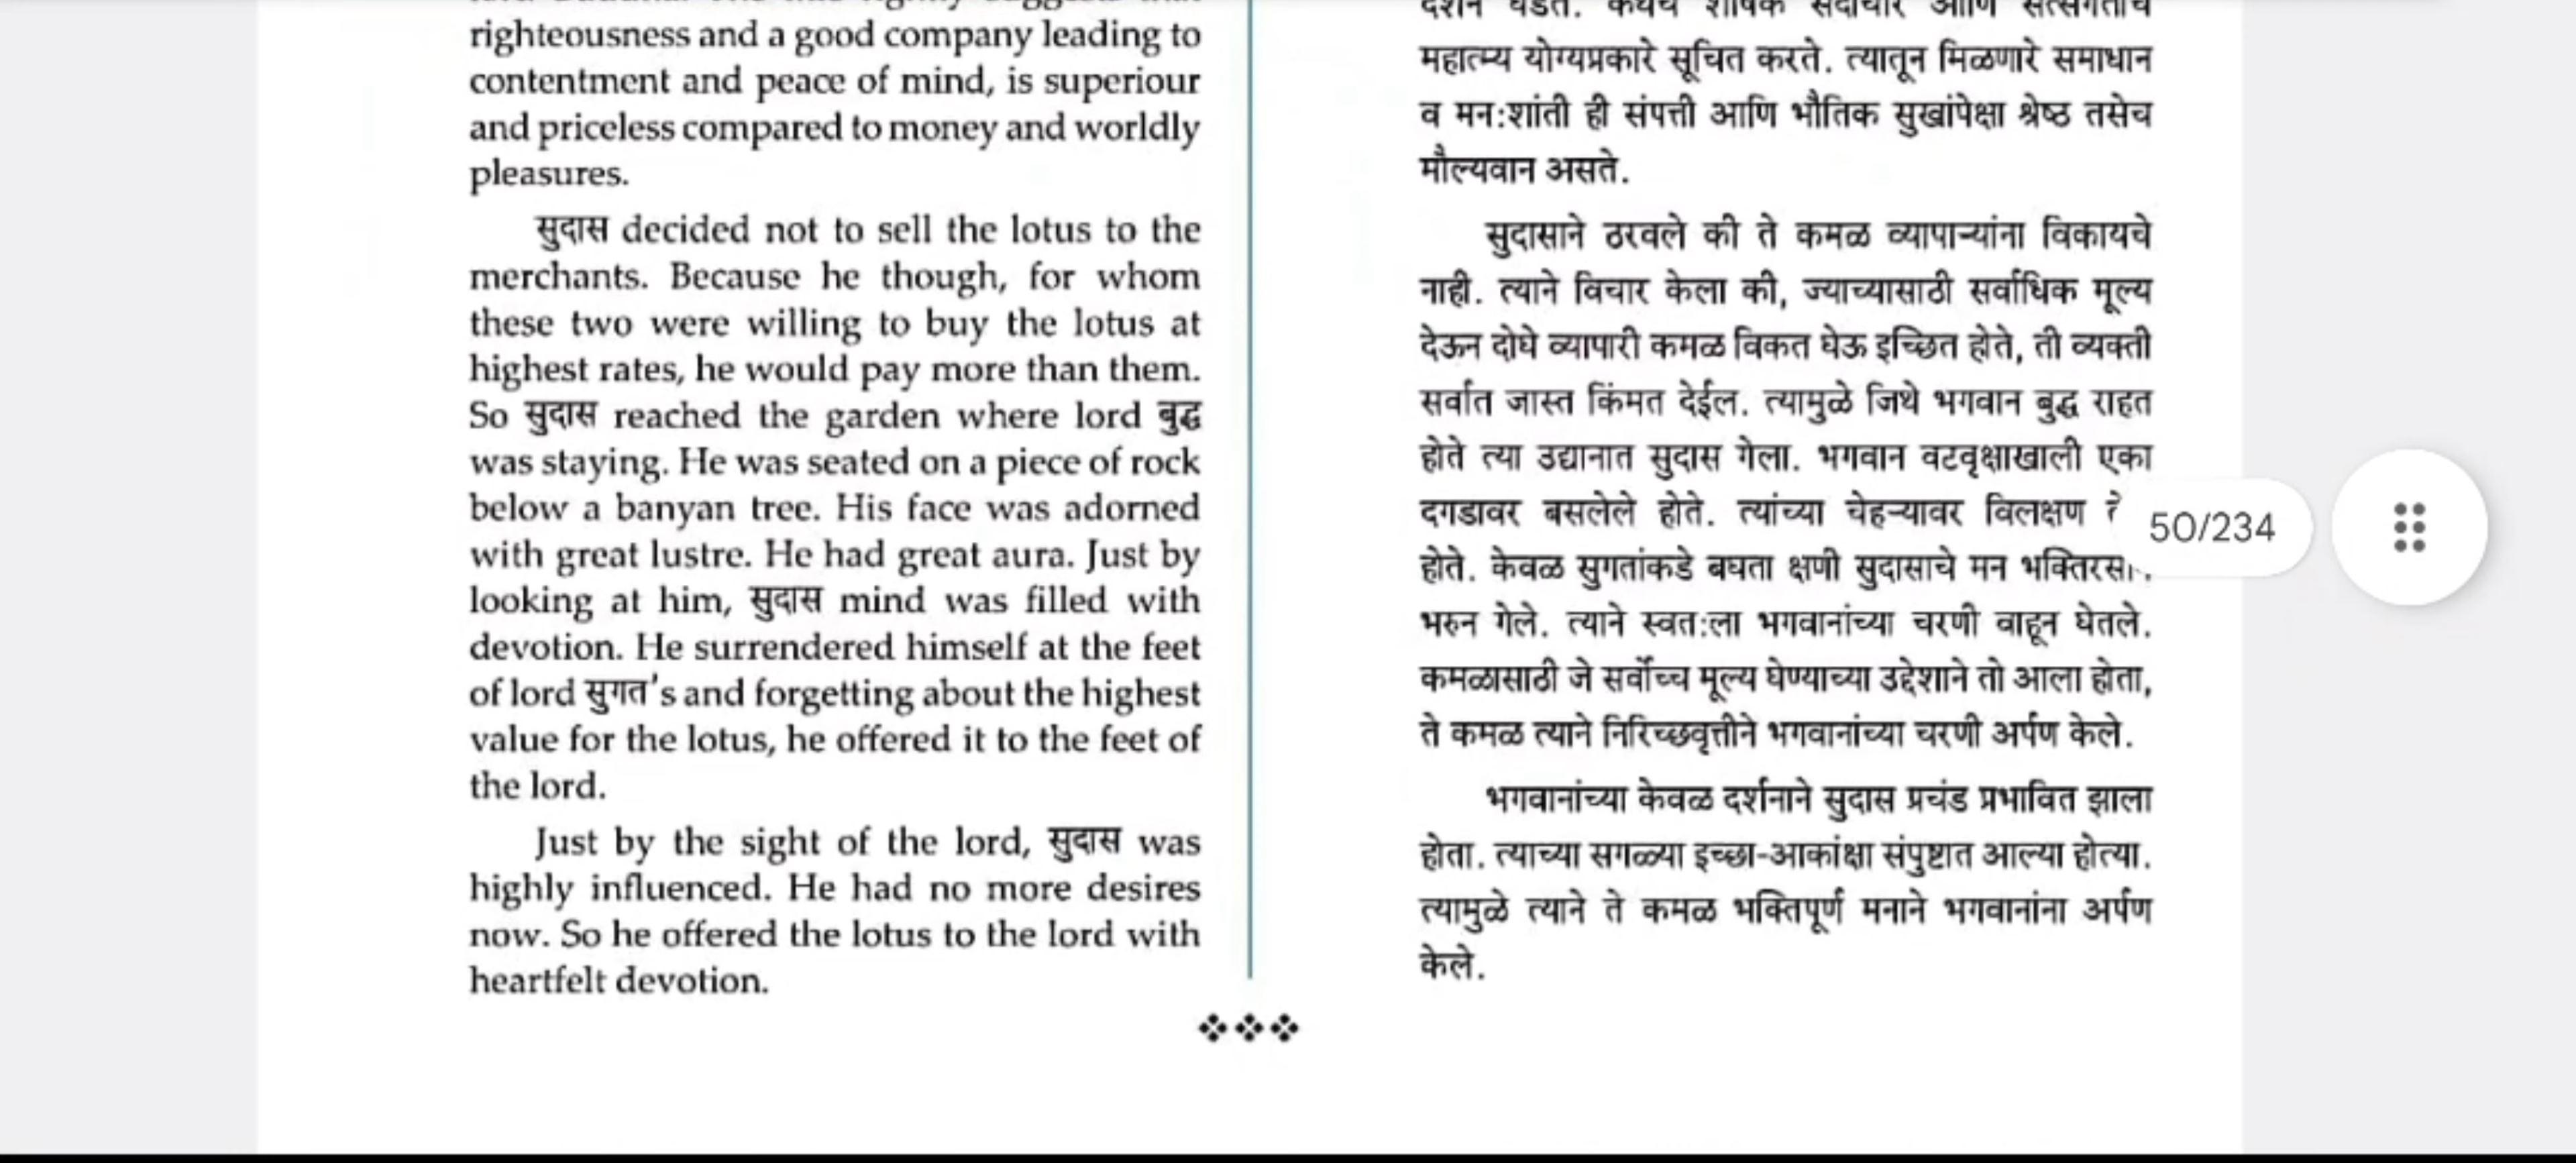 righteousness and a good company leading to
contentment and peace of mind, is superiour
and priceless compared to money and worldly
pleasures.
सुदास decided not to sell the lotus to the
merchants. Because he though, for whom
these two were willing to buy the lotus at
highest rates, he would pay more than them.
So सुदास reached the garden where lord बुद्ध
was staying. He was seated on a piece of rock
below a banyan tree. His face was adorned
with great lustre. He had great aura. Just by
looking at him, सुदास mind was filled with
devotion. He surrendered himself at the feet
of lord सुगत's and forgetting about the highest
value for the lotus, he offered it to the feet of
the lord.
Just by the sight of the lord, सुदास was
highly influenced. He had no more desires
now. So he offered the lotus to the lord with
heartfelt devotion.
महात्म्य योग्यप्रकारे सूचित करते. त्यातून मिळणारे समाधान
व मन:शांती ही संपत्ती आणि भौतिक सुखांपेक्षा श्रेष्ठ तसेच
मौल्यवान असते.
सुदासाने ठरवले की ते कमळ व्यापाऱ्यांना विकायचे
नाही. त्याने विचार केला की, ज्याच्यासाठी सर्वाधिक मूल्य
देऊन दोघे व्यापारी कमळ विकत घेऊ इच्छित होते, ती व्यक्ती
सर्वात जास्त किंमत देईल. त्यामुळे जिथे भगवान बुद्ध राहत
होते त्या उद्यानात सुदास गेला. भगवान वटवृक्षाखाली एका
दगडावर बसलेले होते. त्यांच्या चेहऱ्यावर विलक्षण
होते. केवळ सुगतांकडे बघता क्षणी सुदासाचे मन
भरुन गेले. त्याने स्वत:ला भगवानांच्या चरणी वाहून घेतले.
कमळासाठी जे सर्वोच्च मूल्य घेण्याच्या उद्देशाने तो आला होता,
ते कमळ त्याने निरिच्छवृत्तीने भगवानांच्या चरणी अर्पण केले.
भगवानांच्या केवळ दर्शनाने सुदास प्रचंड प्रभावित झाला
होता. त्याच्या सगळ्या इच्छा-आकांक्षा संपुष्टात आल्या होत्या.
त्यामुळे त्याने ते कमळ भक्तिपूर्ण मनाने भगवानांना अर्पण
केले.
50/234